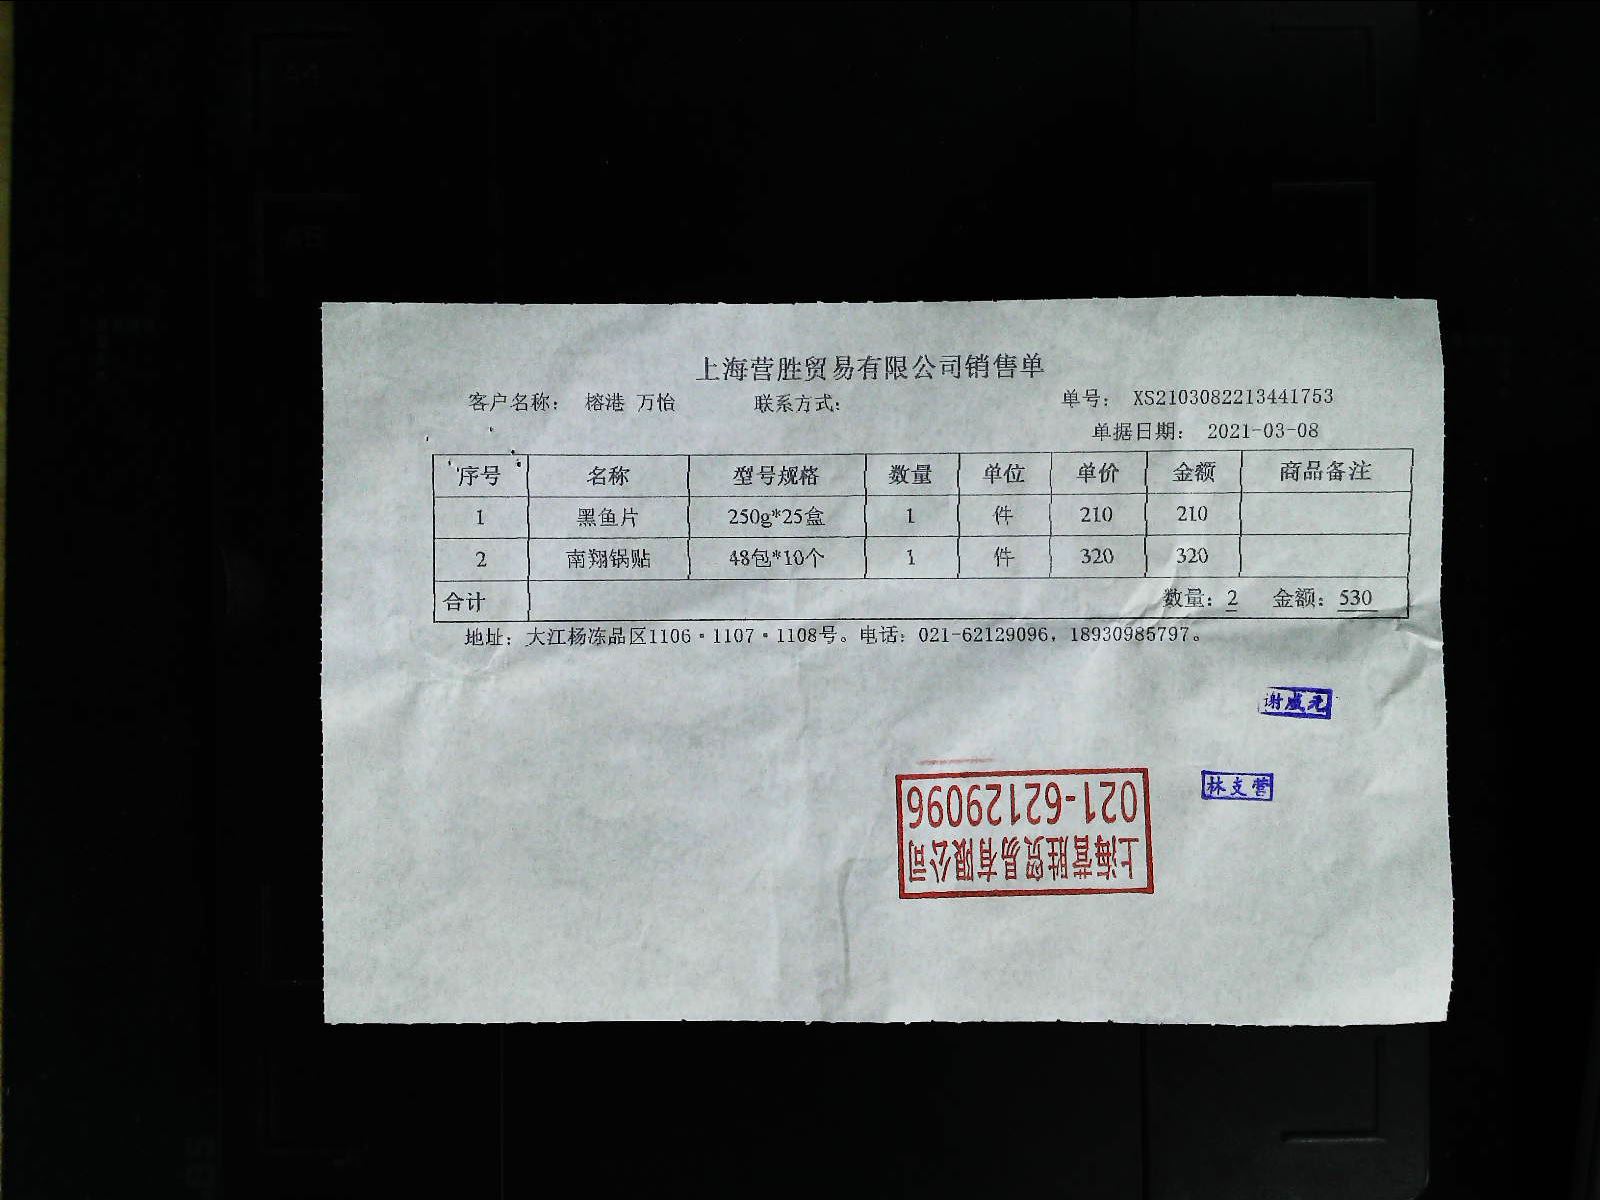 上海营胜贸易有限公司销售单
客户名称： 榕港 万怡 联系方式： 单号： XS2103082213441753
单据日期： 2021-03-08
序号 名称 型号规格 数量 单位 单价 金额 商品备注
1 黑鱼片 250g*25盒 1 件 210 210
2 南翔锅贴 48包*10个 1 件 320 320
合计 数量：2 金额：530
地址：大江杨冻品区1106·1107·1108号。电话：021-62129096，18930985797。
谢盛元
林支营
上海营胜贸易有限公司
021-62129096